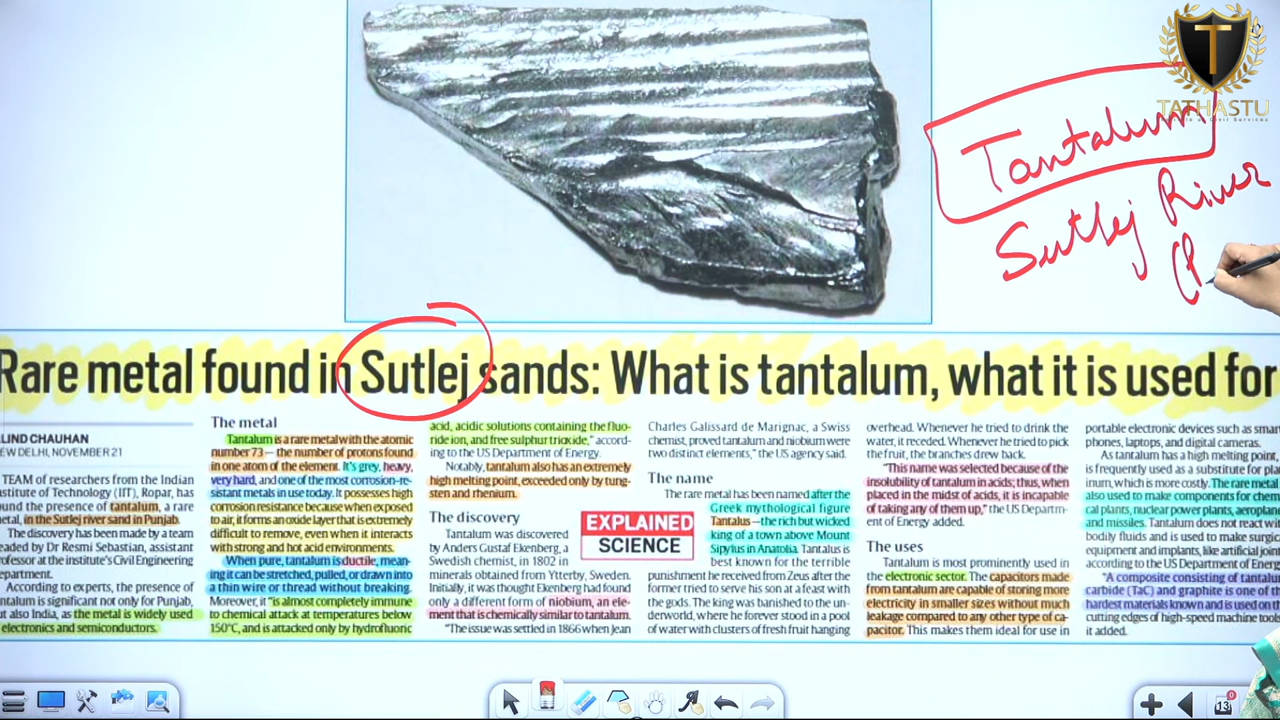 T
TATHASTU
Tantalum
Sutlej River
(P
Rare metal found in Sutlej sands: What is tantalum, what it is used for
LIND CHAUHAN
EW DELHI, NOVEMBER 21
TEAM of researchers from the Indian
stitute of Technology (IIT), Ropar, has
und the presence of tantalum, a rare
etal, in the Sutlej river sand in Punjab.
The discovery has been made by a team
eaded by Dr Resmi Sebastian, assistant
rofessor at the institute's Civil Engineering
epartment.
According to experts, the presence of
ntalum is significant not only for Punjab,
ut also India, as the metal is widely used
electronics and semiconductors.
The metal
Tantalum is a rare metal with the atomic
number 73 — the number of protons found
in one atom of the element. It's grey, heavy,
very hard, and one of the most corrosion-re-
sistant metals in use today. It possesses high
corrosion resistance because when exposed
to air, it forms an oxide layer that is extremely
difficult to remove, even when it interacts
with strong and hot acid environments.
When pure, tantalum is ductile, mean-
ing it can be stretched, pulled, or drawn into
a thin wire or thread without breaking.
Moreover, it "is almost completely immune
to chemical attack at temperatures below
150°C, and is attacked only by hydrofluoric
acid, acidic solutions containing the fluo-
ride ion, and free sulphur trioxide," accord-
ing to the US Department of Energy.
Notably, tantalum also has an extremely
high melting point, exceeded only by tung-
sten and rhenium.
The discovery
Tantalum was discovered
by Anders Gustaf Ekenberg, a
Swedish chemist, in 1802 in
minerals obtained from Ytterby, Sweden.
Initially, it was thought Ekenberg had found
only a different form of niobium, an ele-
ment that is chemically similar to tantalum.
"The issue was settled in 1866 when Jean
EXPLAINED
SCIENCE
Charles Galissard de Marignac, a Swiss
chemist, proved tantalum and niobium were
two distinct elements," the US agency said.
The name
The rare metal has been named after the
Greek mythological figure
Tantalus — the rich but wicked
king of a town above Mount
Sipylus in Anatolia. Tantalus is
best known for the terrible
punishment he received from Zeus after the
former tried to serve his son at a feast with
the gods. The king was banished to the un-
derworld, where he forever stood in a pool
of water with clusters of fresh fruit hanging
overhead. Whenever he tried to drink the
water, it receded. Whenever he tried to pick
the fruit, the branches drew back.
"This name was selected because of the
insolubility of tantalum in acids; thus, when
placed in the midst of acids, it is incapable
of taking any of them up," the US Departm-
ent of Energy added.
The uses
Tantalum is most prominently used in
the electronic sector. The capacitors made
from tantalum are capable of storing more
electricity in smaller sizes without much
leakage compared to any other type of ca-
pacitor. This makes them ideal for use in
portable electronic devices such as smar
phones, laptops, and digital cameras.
As tantalum has a high melting point,
is frequently used as a substitute for pla
inum, which is more costly. The rare metal
also used to make components for chem
cal plants, nuclear power plants, aeroplane
and missiles. Tantalum does not react wi
bodily fluids and is used to make surgic
equipment and implants, like artificial joint
according to the US Department of Energ
"A composite consisting of tantalu
carbide (TaC) and graphite is one of th
hardest materials known and is used on t
cutting edges of high-speed machine tools
it added.
13